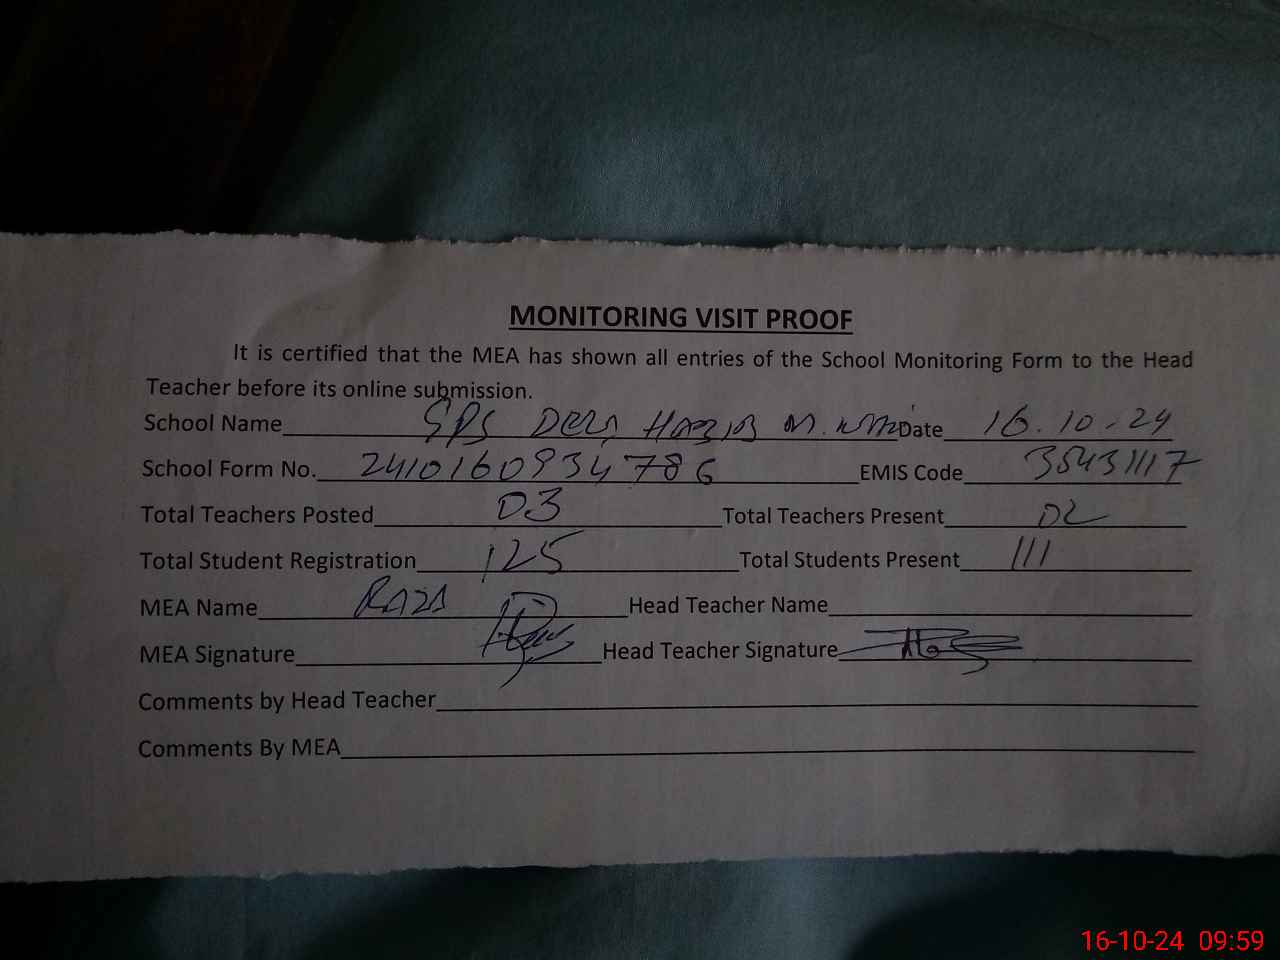 MONITORING VISIT PROOF
It is certified that the MEA has shown all entries of the School Monitoring Form to the Head
Teacher before its online submission.
School Name GPS DERA M. Date 16.10.24
School Form No. 2410160934786 EMIS Code 35431117
Total Teachers Posted 03 Total Teachers Present 02
Total Student Registration 125 Total Students Present 111
MEA Name RAZA Head Teacher Name
MEA Signature Head Teacher Signature
Comments by Head Teacher
Comments By MEA
16-10-24 09:59